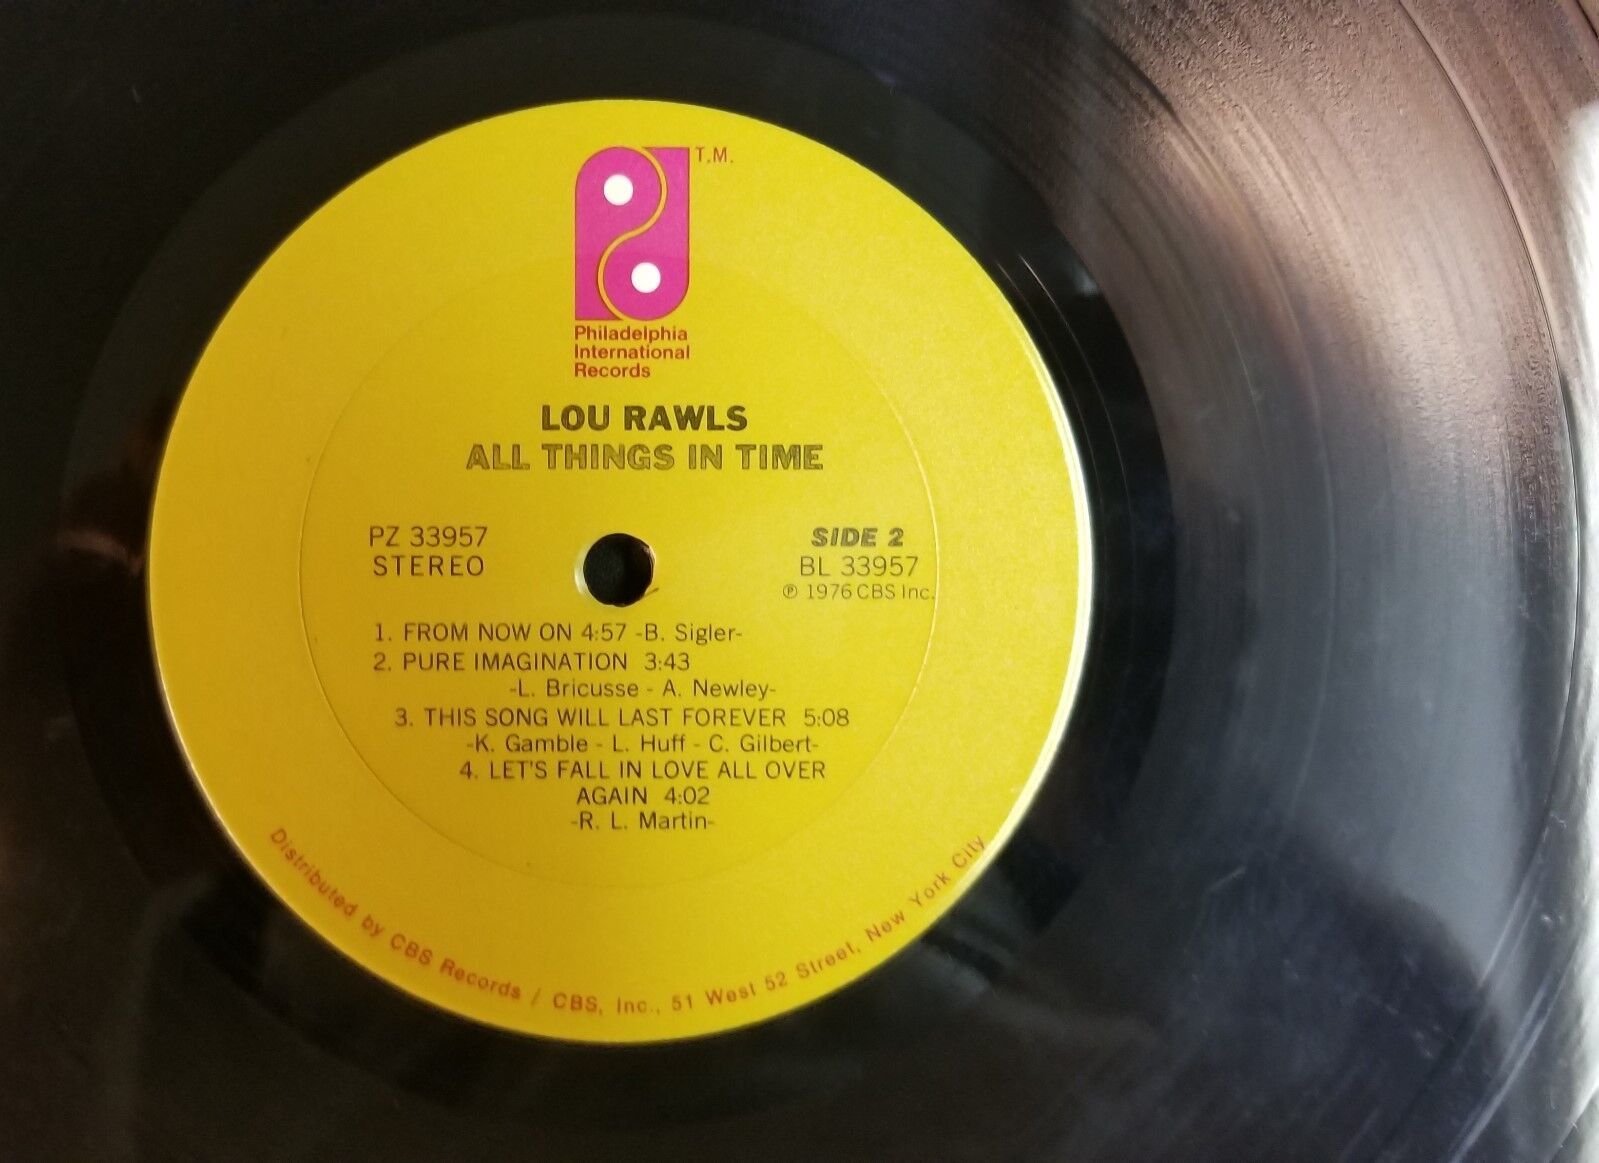 T.M.
Philadelphia
International
Records
LOU RAWLS
ALL THINGS IN TIME
PZ 33957
STEREO
SIDE 2
BL 33957
℗ 1976 CBS Inc.
1. FROM NOW ON 4:57 -B. Sigler-
2. PURE IMAGINATION 3:43
-L. Bricusse - A. Newley-
3. THIS SONG WILL LAST FOREVER 5:08
-K. Gamble - L. Huff - C. Gilbert-
4. LET'S FALL IN LOVE ALL OVER
AGAIN 4:02
-R. L. Martin-
Distributed by CBS Records / CBS, Inc., 51 West 52 Street, New York City